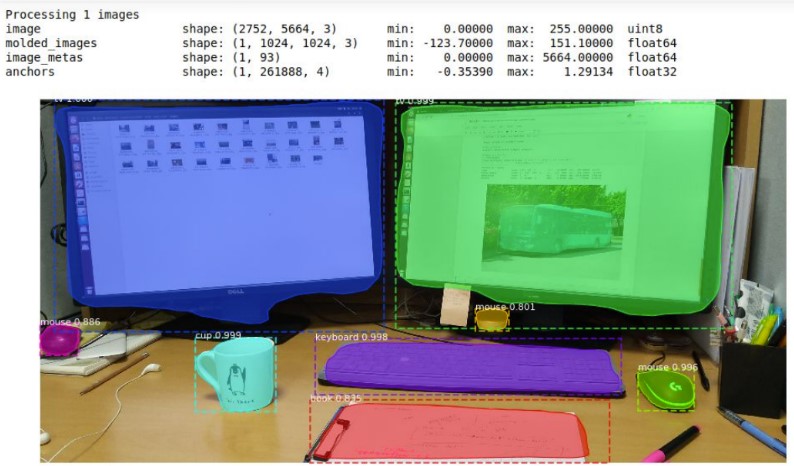 Processing 1 images
image shape: (2752, 5664, 3) min: 0.00000 max: 255.00000 uint8
molded_images shape: (1, 1024, 1024, 3) min: -123.70000 max: 151.10000 float64
image_metas shape: (1, 93) min: 0.00000 max: 5664.00000 float64
anchors shape: (1, 261888, 4) min: -0.35390 max: 1.29134 float32
tv 1.000
tv 0.999
DELL
mouse 0.801
mouse 0.886
cup 0.999
keyboard 0.998
mouse 0.996
book 0.835